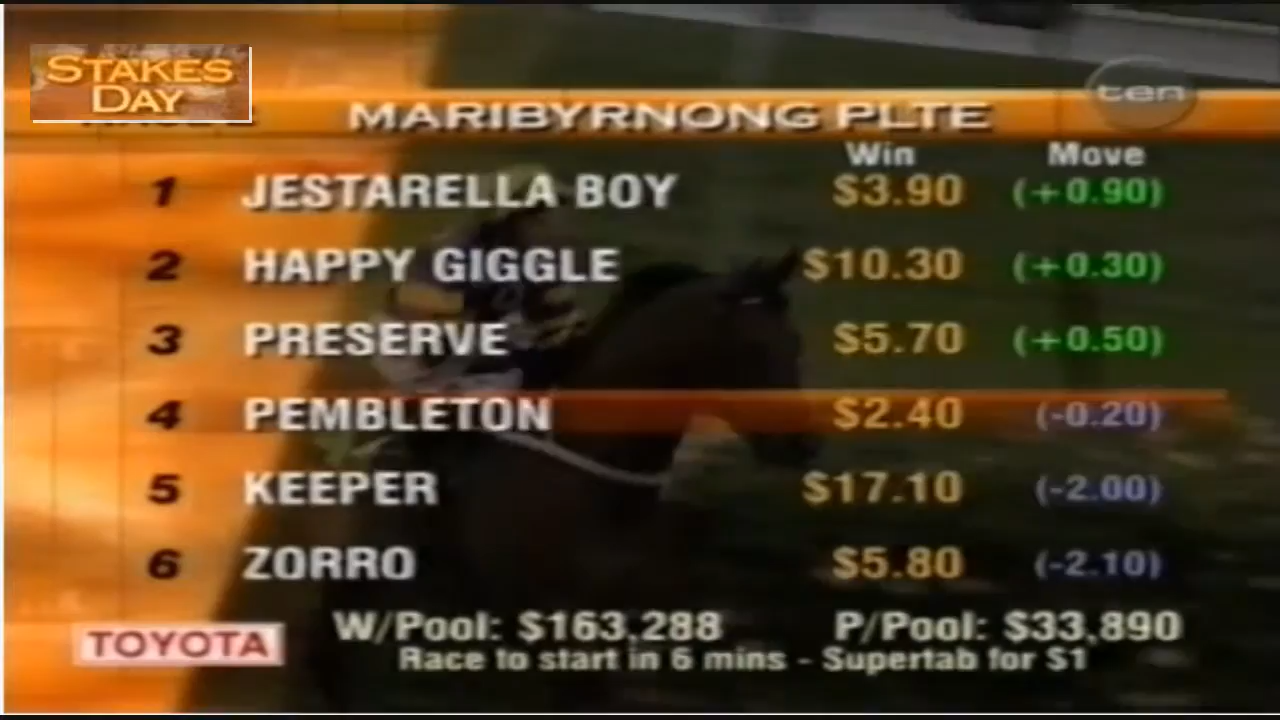 STAKES
DAY
MARIBYRNONG PLTE
ten
Win Move
1 JESTARELLA BOY $3.90 (+0.90)
2 HAPPY GIGGLE $10.30 (+0.30)
3 PRESERVE $5.70 (+0.50)
4 PEMBLETON $2.40 (-0.20)
5 KEEPER $17.10 (-2.00)
6 ZORRO $5.80 (-2.10)
TOYOTA
W/Pool: $163,288 P/Pool: $33,890
Race to start in 6 mins - Supertab for $1